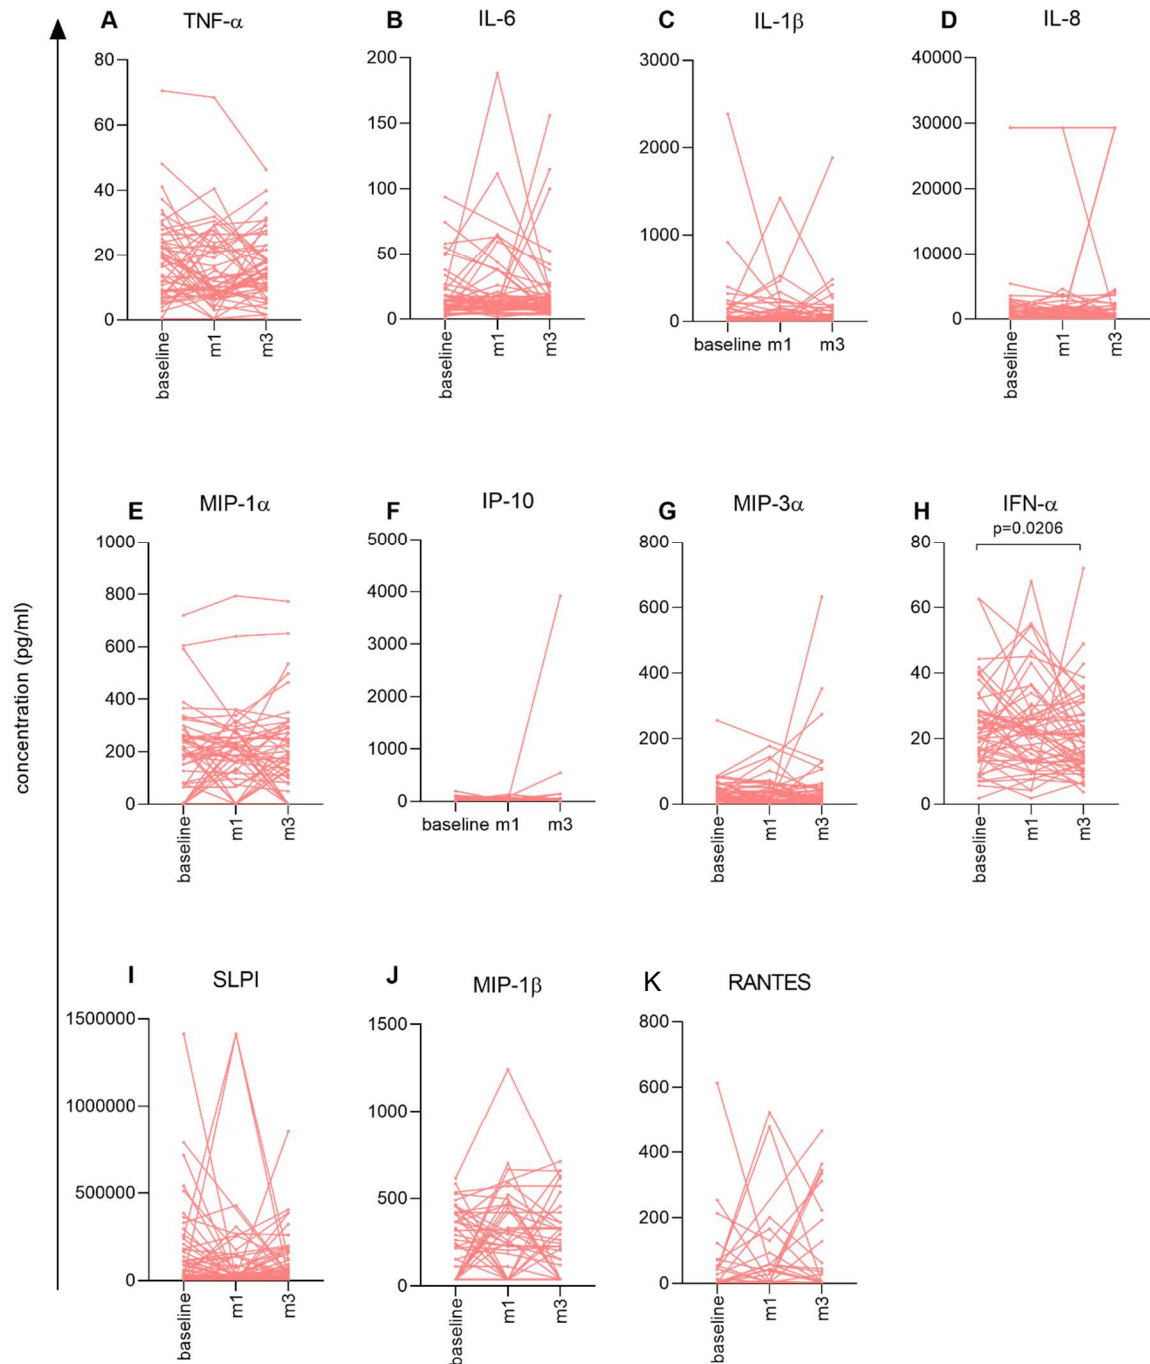 A TNF-α
80
60
40
20
0
baseline
m1
m3
B IL-6
200
150
100
50
0
baseline
m1
m3
C IL-1β
3000
2000
1000
0
baseline m1 m3
D IL-8
40000
30000
20000
10000
0
baseline
m1
m3
concentration (pg/ml)
E MIP-1α
1000
800
600
400
200
0
baseline
m1
m3
F IP-10
5000
4000
3000
2000
1000
0
baseline m1 m3
G MIP-3α
800
600
400
200
0
baseline
m1
m3
H IFN-α
p=0.0206
80
60
40
20
0
baseline
m1
m3
I SLPI
1500000
1000000
500000
0
baseline
m1
m3
J MIP-1β
1500
1000
500
0
baseline
m1
m3
K RANTES
800
600
400
200
0
baseline
m1
m3